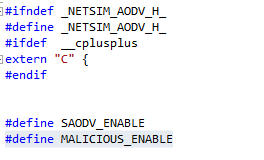 #ifndef _NETSIM_AODV_H_
#define _NETSIM_AODV_H_
#ifdef  __cplusplus
extern "C" {
#endif
#define SAODV_ENABLE
#define MALICIOUS_ENABLE